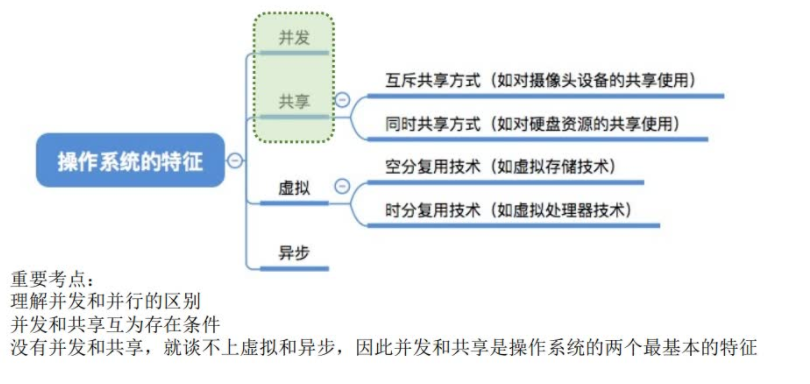 操作系统的特征
并发
共享
互斥共享方式（如对摄像头设备的共享使用）
同时共享方式（如对硬盘资源的共享使用）
虚拟
空分复用技术（如虚拟存储技术）
时分复用技术（如虚拟处理器技术）
异步
重要考点：
理解并发和并行的区别
并发和共享互为存在条件
没有并发和共享，就谈不上虚拟和异步，因此并发和共享是操作系统的两个最基本的特征